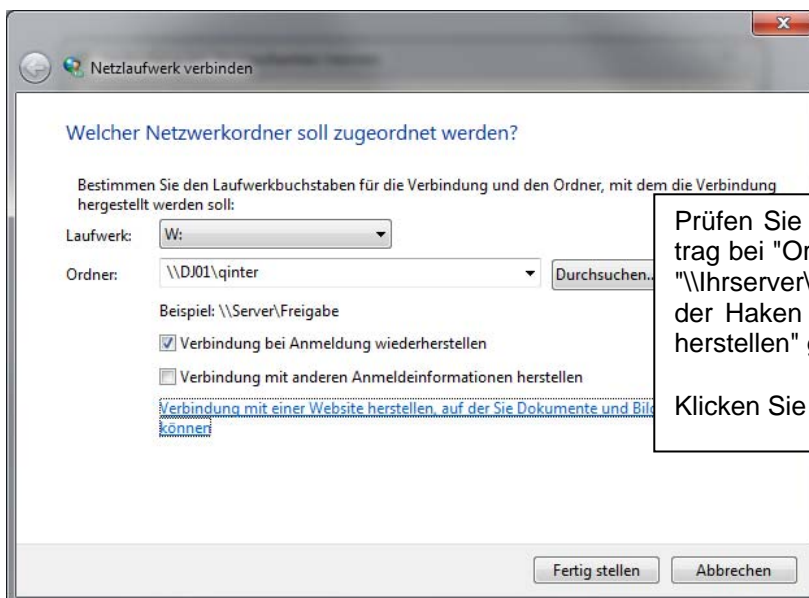 Netzlaufwerk verbinden
Welcher Netzwerkordner soll zugeordnet werden?
Bestimmen Sie den Laufwerkbuchstaben für die Verbindung und den Ordner, mit dem die Verbindung
hergestellt werden soll:
Laufwerk: W:
Ordner: \\DJ01\qinter Durchsuchen..
Beispiel: \\Server\Freigabe
Verbindung bei Anmeldung wiederherstellen
Verbindung mit anderen Anmeldeinformationen herstellen
Verbindung mit einer Website herstellen, auf der Sie Dokumente und Bil
können
Prüfen Sie
trag bei "Or
"\\Ihrserver\
der Haken
herstellen"
Klicken Sie
Fertig stellen Abbrechen